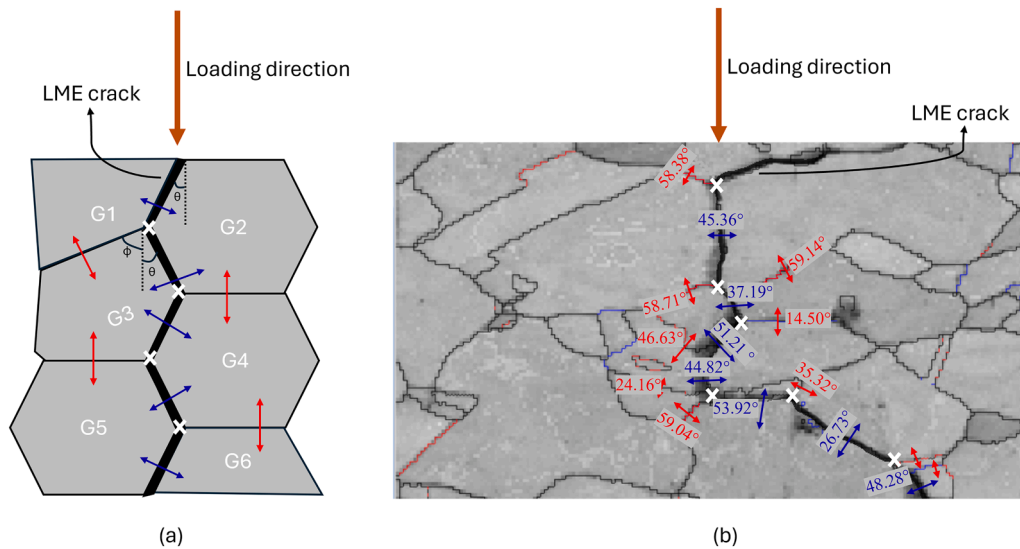 Loading direction
LME crack
θ
G1
G2
ϕ
θ
G3
G4
G5
G6
(a)
Loading direction
LME crack
58.38°
45.36°
59.14°
58.71°
37.19°
14.50°
46.63°
51.21 °
44.82°
24.16°
35.32°
53.92°
59.04°
26.73°
48.28°
(b)